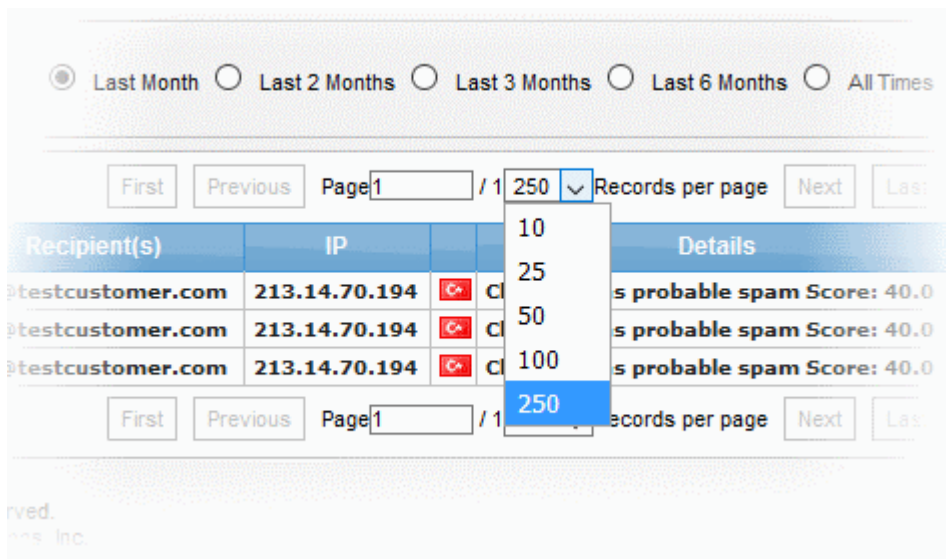 Last Month Last 2 Months Last 3 Months Last 6 Months All Times
First Previous Page 1 / 1 250 Records per page Next
Recipient(s) IP Details
testcustomer.com 213.14.70.194 s probable spam Score: 40.0
testcustomer.com 213.14.70.194 s probable spam Score: 40.0
testcustomer.com 213.14.70.194 s probable spam Score: 40.0
10
25
50
100
250
First Previous Page 1 / 1 ecords per page Next
rved.
Inc.